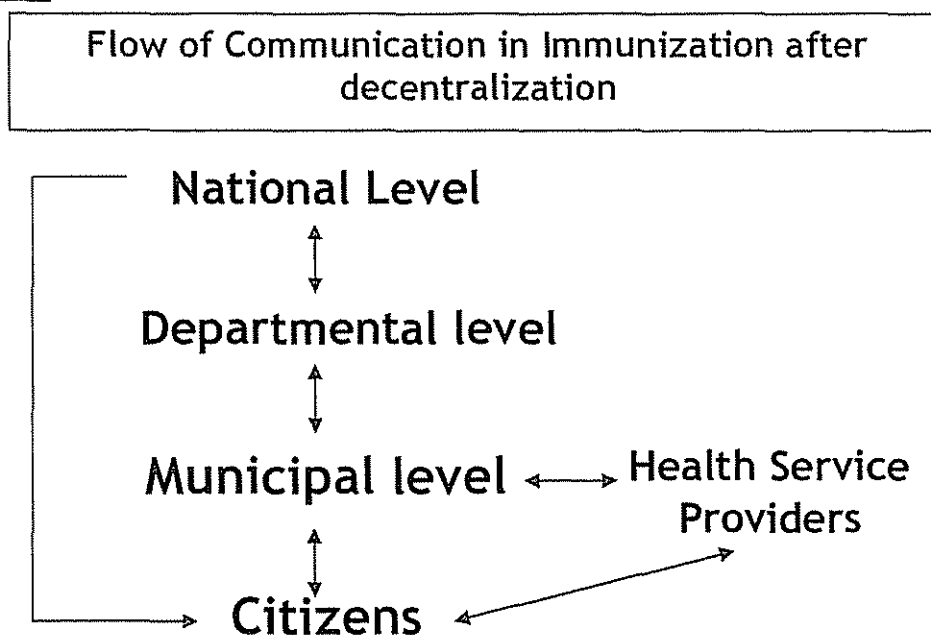 Flow of Communication in Immunization after
decentralization
National Level
Departmental level
Municipal level
Health Service
Providers
Citizens